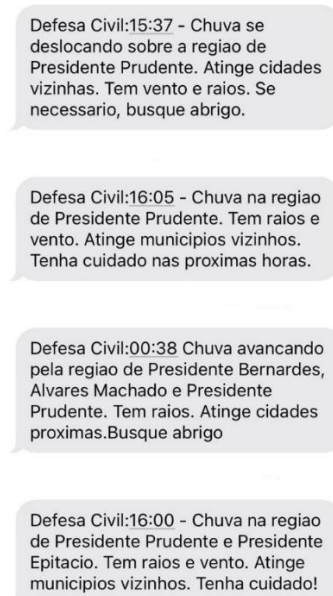 Defesa Civil:15:37 - Chuva se
deslocando sobre a regiao de
Presidente Prudente. Atinge cidades
vizinhas. Tem vento e raios. Se
necessario, busque abrigo.
Defesa Civil:16:05 - Chuva na regiao
de Presidente Prudente. Tem raios e
vento. Atinge municipios vizinhos.
Tenha cuidado nas proximas horas.
Defesa Civil:00:38 Chuva avancando
pela regiao de Presidente Bernardes,
Alvares Machado e Presidente
Prudente. Tem raios. Atinge cidades
proximas.Busque abrigo
Defesa Civil:16:00 - Chuva na regiao
de Presidente Prudente e Presidente
Epitacio. Tem raios e vento. Atinge
municipios vizinhos. Tenha cuidado!